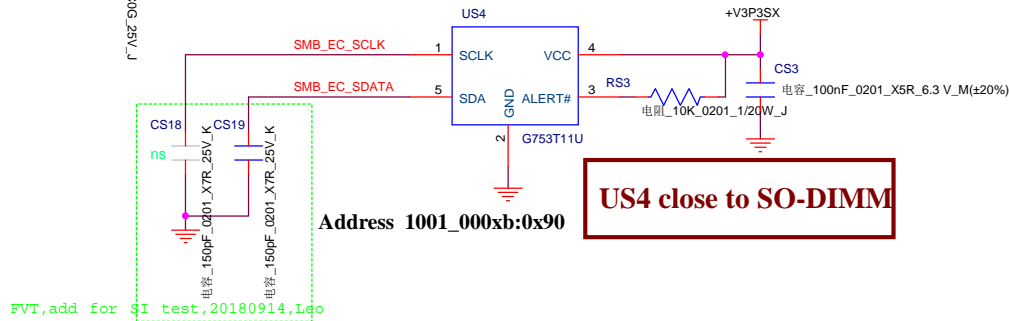 0G_25V_J
US4
+V3P3SX
SMB_EC_SCLK
1
SCLK
VCC
4
SMB_EC_SDATA
5
SDA
GND
ALERT#
3
RS3
CS3
电容_100nF_0201_X5R_6.3 V_M(±20%)
电阻_10K_0201_1/20W_J
2
G753T11U
CS18
CS19
ns
电容_150pF_0201_X7R_25V_K
电容_150pF_0201_X7R_25V_K
Address 1001_000xb:0x90
US4 close to SO-DIMM
FVT,add for SI test,20180914,Leo